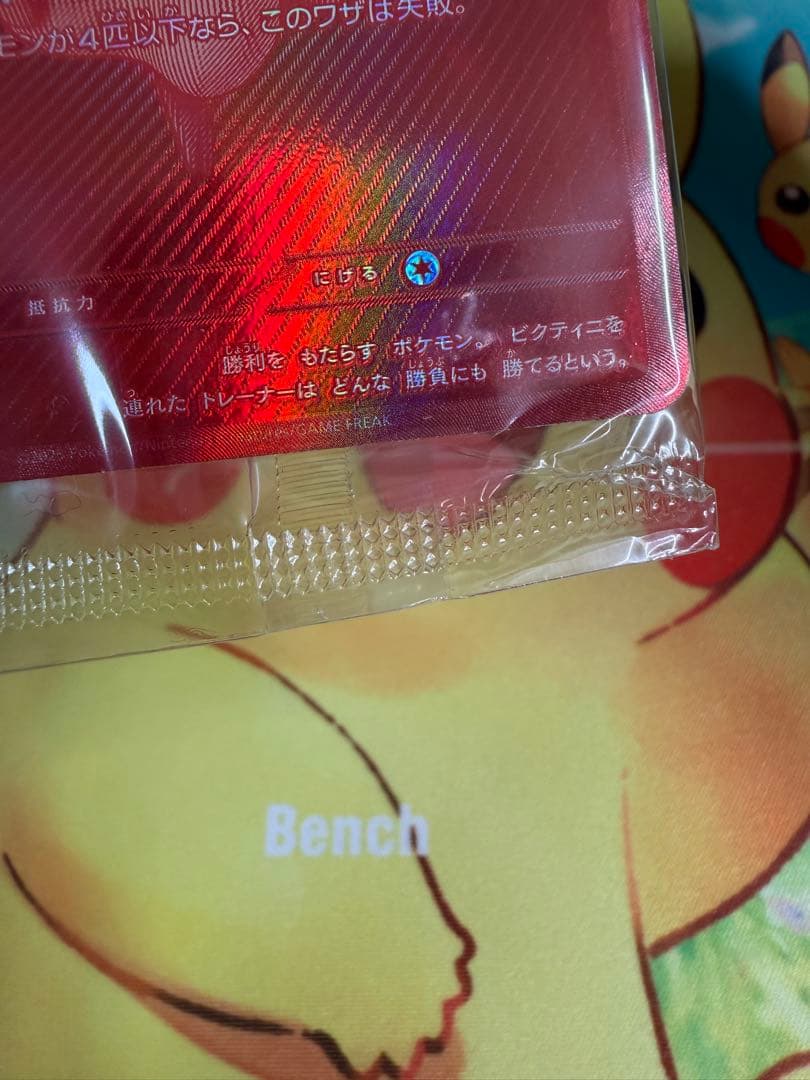 モンが4匹以下なら、このワザは失敗。
にげる
抵抗力
勝利を もたらす ポケモン。 ビクティニを
連れた トレーナーは どんな 勝負にも 勝てるという。
/GAME FREAK
Bench